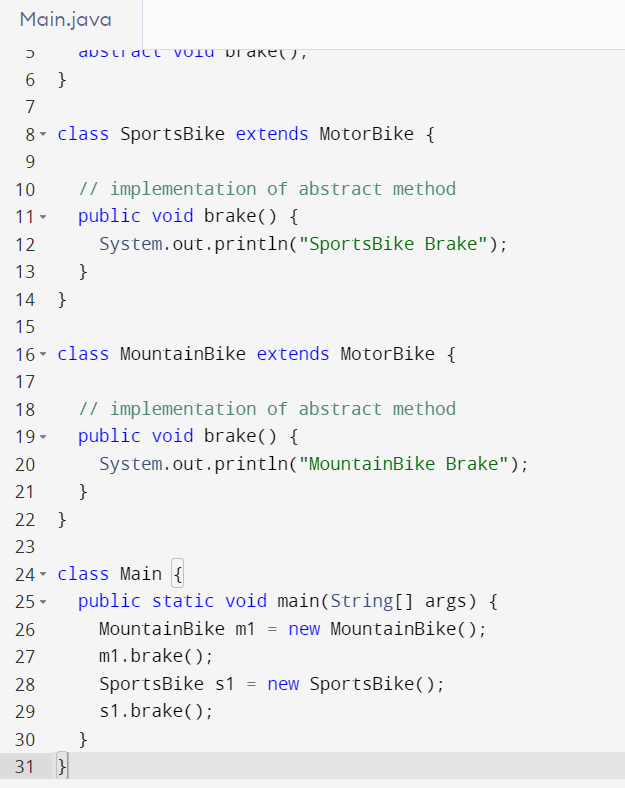 Main.java
5 abstract void brake();
6 }
7
8 class SportsBike extends MotorBike {
9
10 // implementation of abstract method
11 public void brake() {
12 System.out.println("SportsBike Brake");
13 }
14 }
15
16 class MountainBike extends MotorBike {
17
18 // implementation of abstract method
19 public void brake() {
20 System.out.println("MountainBike Brake");
21 }
22 }
23
24 class Main {
25 public static void main(String[] args) {
26 MountainBike m1 = new MountainBike();
27 m1.brake();
28 SportsBike s1 = new SportsBike();
29 s1.brake();
30 }
31 }